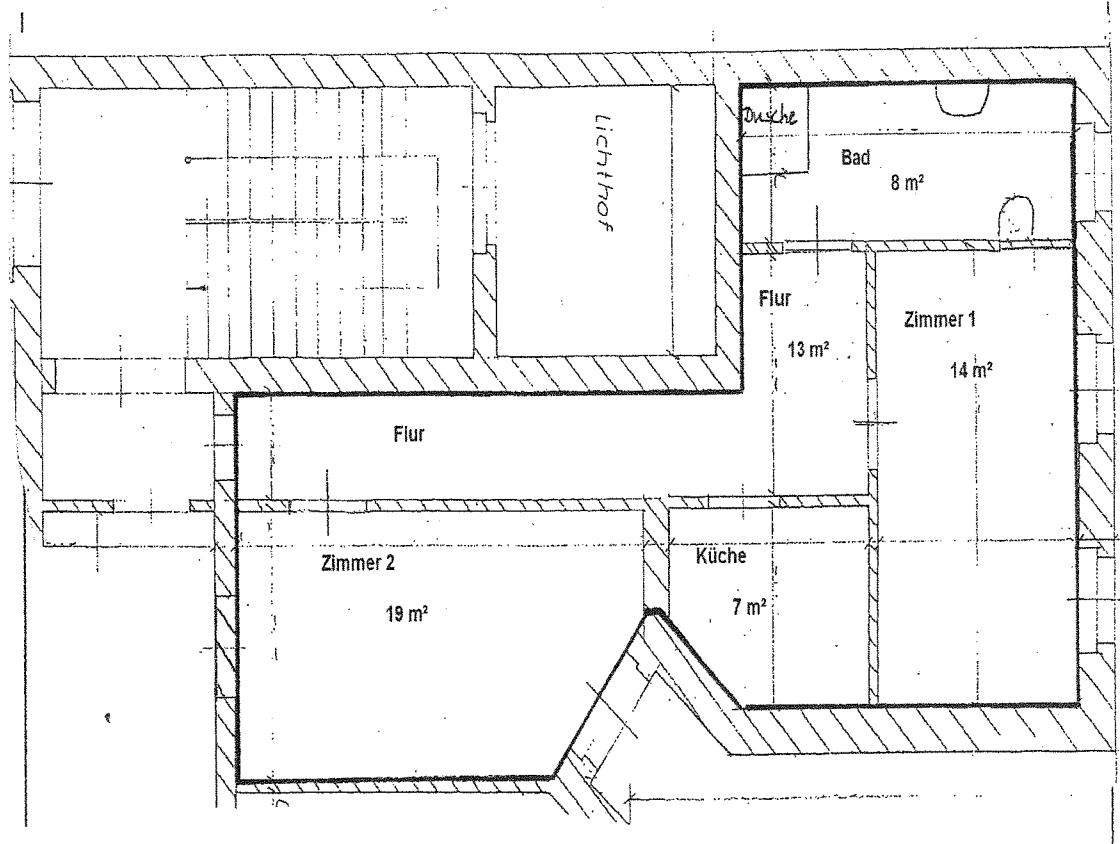 Dusche
Bad
8 m²
Lichthof
Flur
13 m²
Zimmer 1
14 m²
Flur
Zimmer 2
19 m²
Küche
7 m²